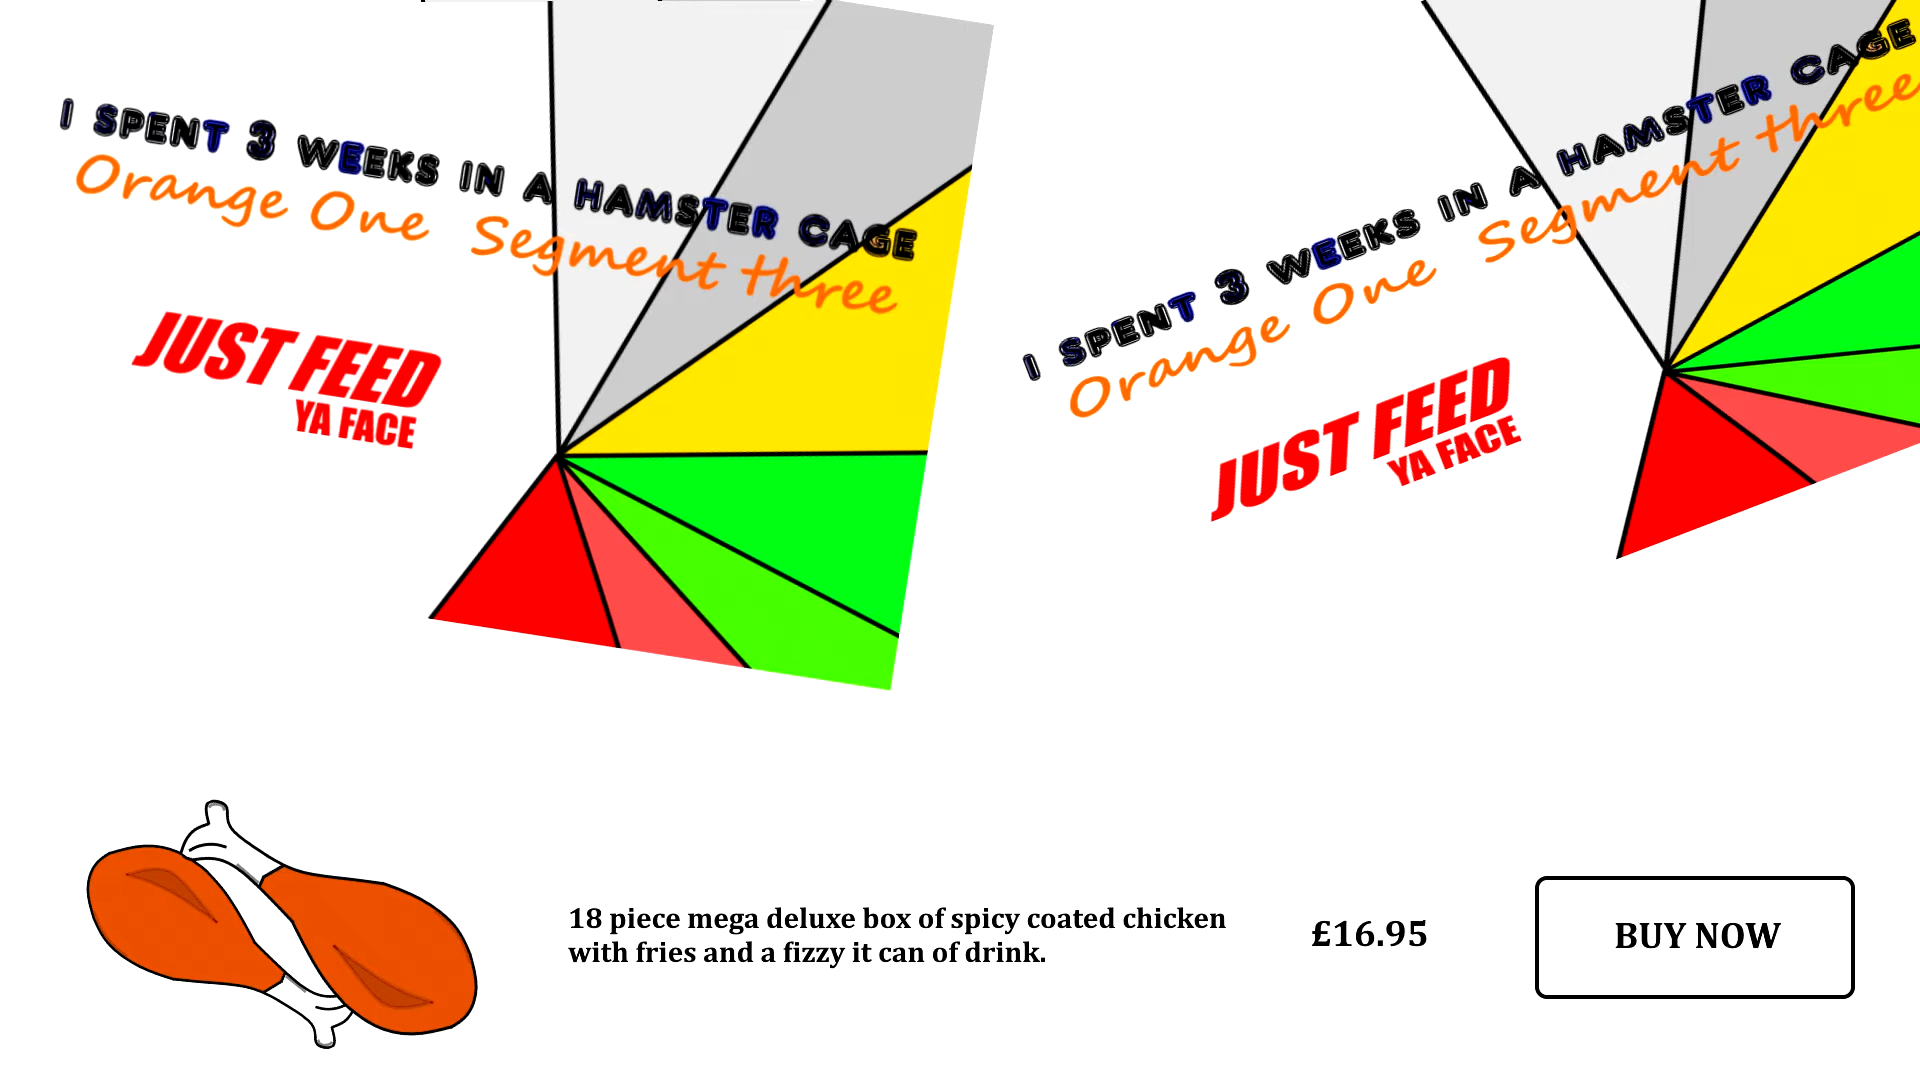 I SPENT 3 WEEKS IN A HAMSTER CAGE
Orange One Segment three
JUST FEED
YA FACE
I SPENT 3 WEEKS IN A HAMSTER CAGE
Orange One Segment three
JUST FEED
YA FACE
18 piece mega deluxe box of spicy coated chicken
with fries and a fizzy it can of drink.
£16.95
BUY NOW